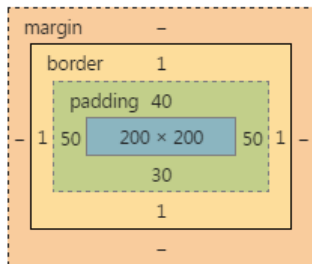 margin –
border 1
padding 40
– 1 50 200 × 200 50 1 –
30
1
–